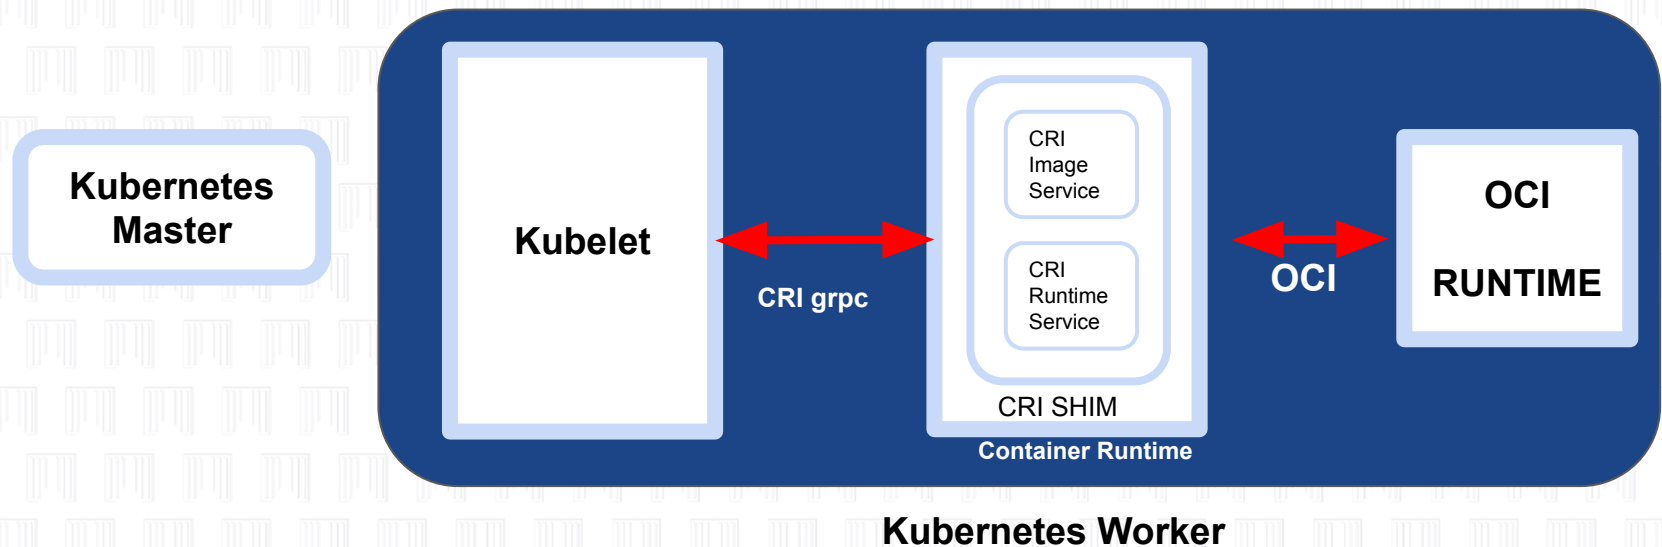 Kubernetes
Master
Kubelet
CRI grpc
CRI
Image
Service
CRI
Runtime
Service
CRI SHIM
Container Runtime
OCI
OCI
RUNTIME
Kubernetes Worker